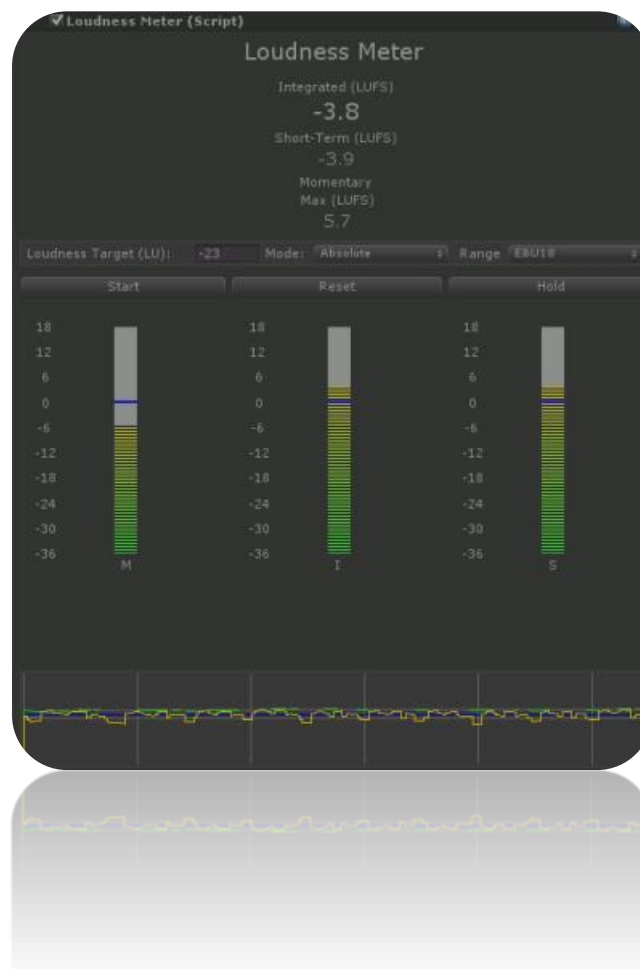 Loudness Meter (Script)
Loudness Meter
Integrated (LUFS)
-3.8
Short-Term (LUFS)
-3.9
Momentary
Max (LUFS)
5.7
Loudness Target (LU): -23 Mode: Absolute Range EBU18
Start Reset Hold
18 18 18
12 12 12
6 6 6
0 0 0
-6 -6 -6
-12 -12 -12
-18 -18 -18
-24 -24 -24
-30 -30 -30
-36 -36 -36
M I S